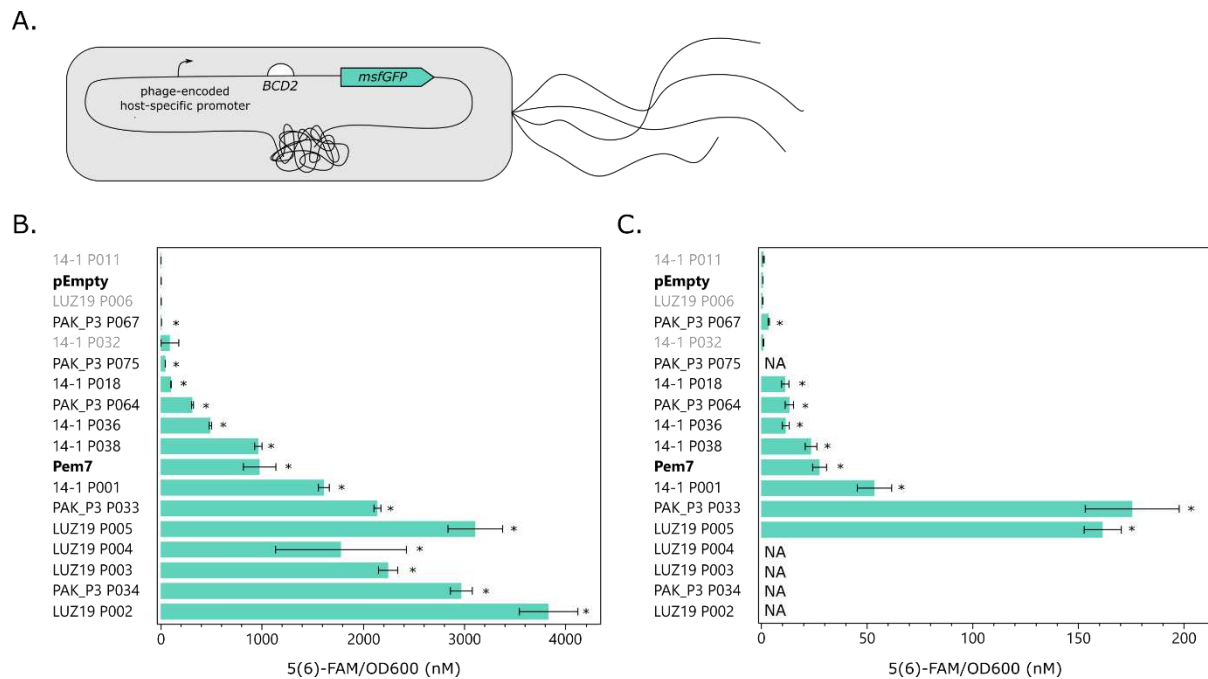 A.
phage-encoded
host-specific promoter
BCD2
msfGFP
B.
14-1 P011
pEmpty
LUZ19 P006
PAK_P3 P067 *
14-1 P032
PAK_P3 P075 *
14-1 P018 *
PAK_P3 P064 *
14-1 P036 *
14-1 P038 *
Pem7 *
14-1 P001 *
PAK_P3 P033 *
LUZ19 P005 *
LUZ19 P004 *
LUZ19 P003 *
PAK_P3 P034 *
LUZ19 P002 *
0 1000 2000 3000 4000
5(6)-FAM/OD600 (nM)
C.
14-1 P011
pEmpty
LUZ19 P006
PAK_P3 P067 *
14-1 P032
PAK_P3 P075 NA
14-1 P018 *
PAK_P3 P064 *
14-1 P036 *
14-1 P038 *
Pem7 *
14-1 P001 *
PAK_P3 P033 *
LUZ19 P005 *
LUZ19 P004 NA
LUZ19 P003 NA
PAK_P3 P034 NA
LUZ19 P002 NA
0 50 100 150 200
5(6)-FAM/OD600 (nM)